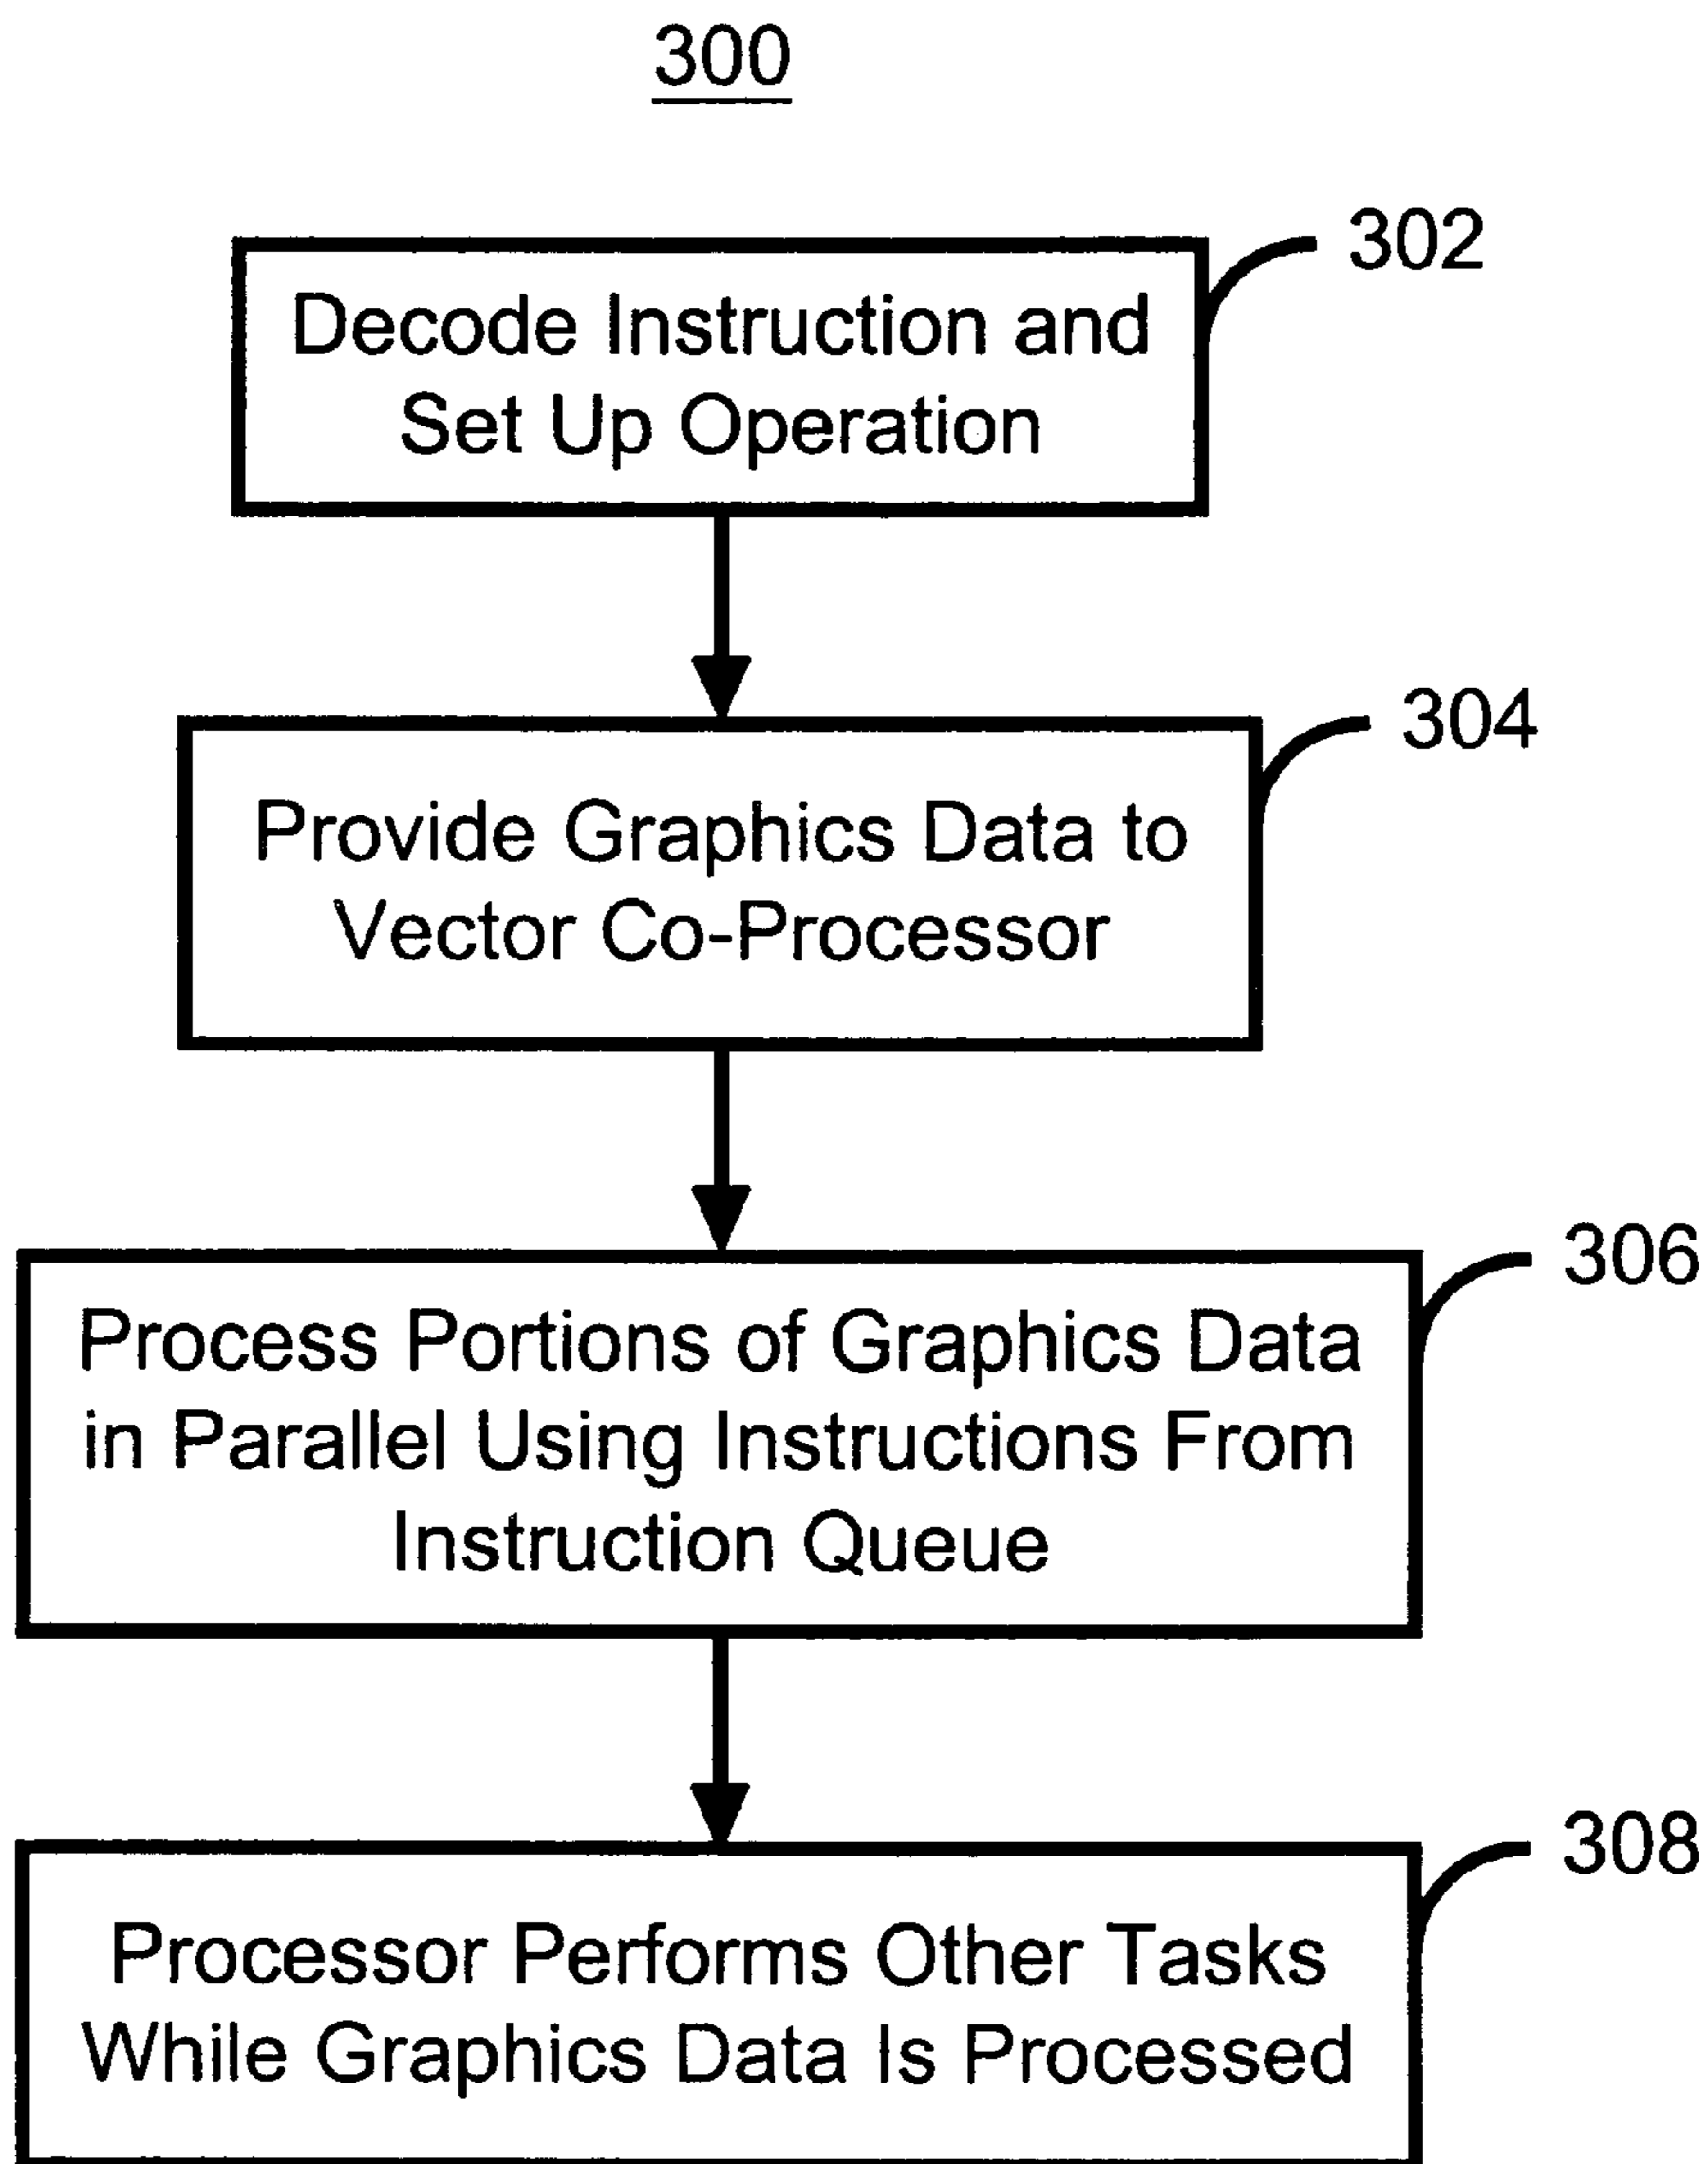 300
302
Decode Instruction and
Set Up Operation
304
Provide Graphics Data to
Vector Co-Processor
306
Process Portions of Graphics Data
in Parallel Using Instructions From
Instruction Queue
308
Processor Performs Other Tasks
While Graphics Data Is Processed